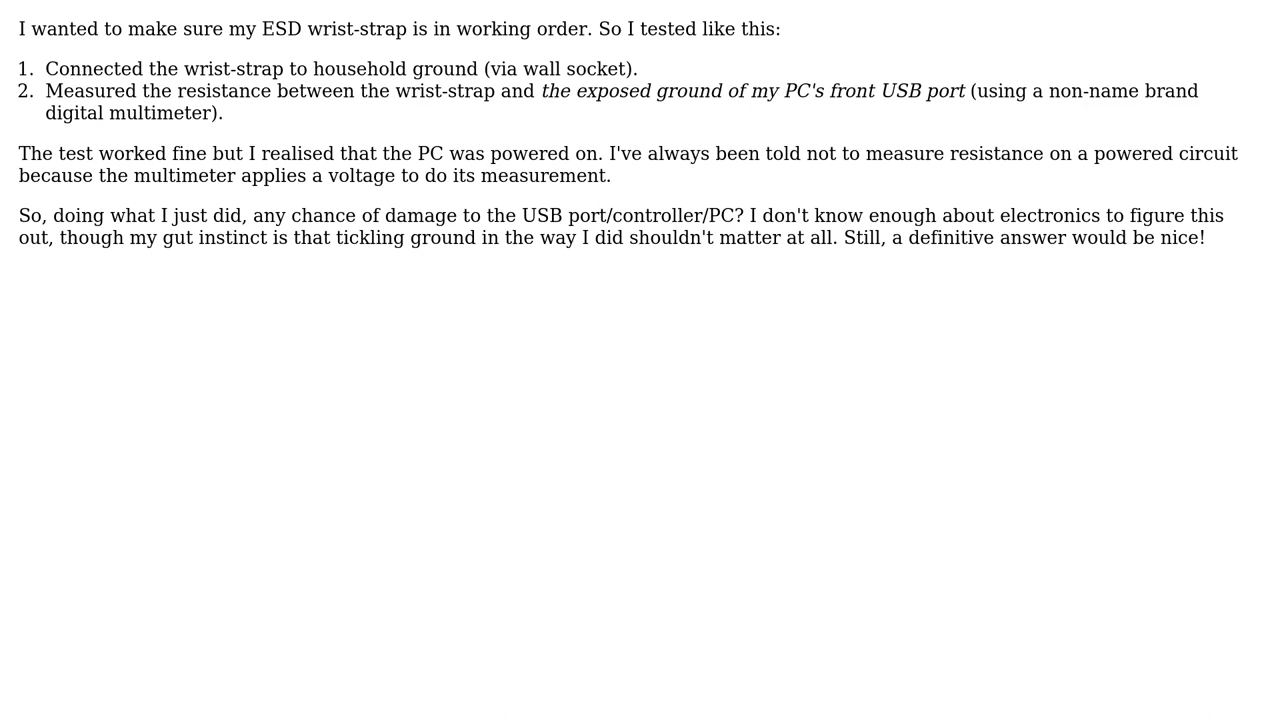 I wanted to make sure my ESD wrist-strap is in working order. So I tested like this:
1. Connected the wrist-strap to household ground (via wall socket).
2. Measured the resistance between the wrist-strap and the exposed ground of my PC's front USB port (using a non-name brand
digital multimeter).
The test worked fine but I realised that the PC was powered on. I've always been told not to measure resistance on a powered circuit
because the multimeter applies a voltage to do its measurement.
So, doing what I just did, any chance of damage to the USB port/controller/PC? I don't know enough about electronics to figure this
out, though my gut instinct is that tickling ground in the way I did shouldn't matter at all. Still, a definitive answer would be nice!